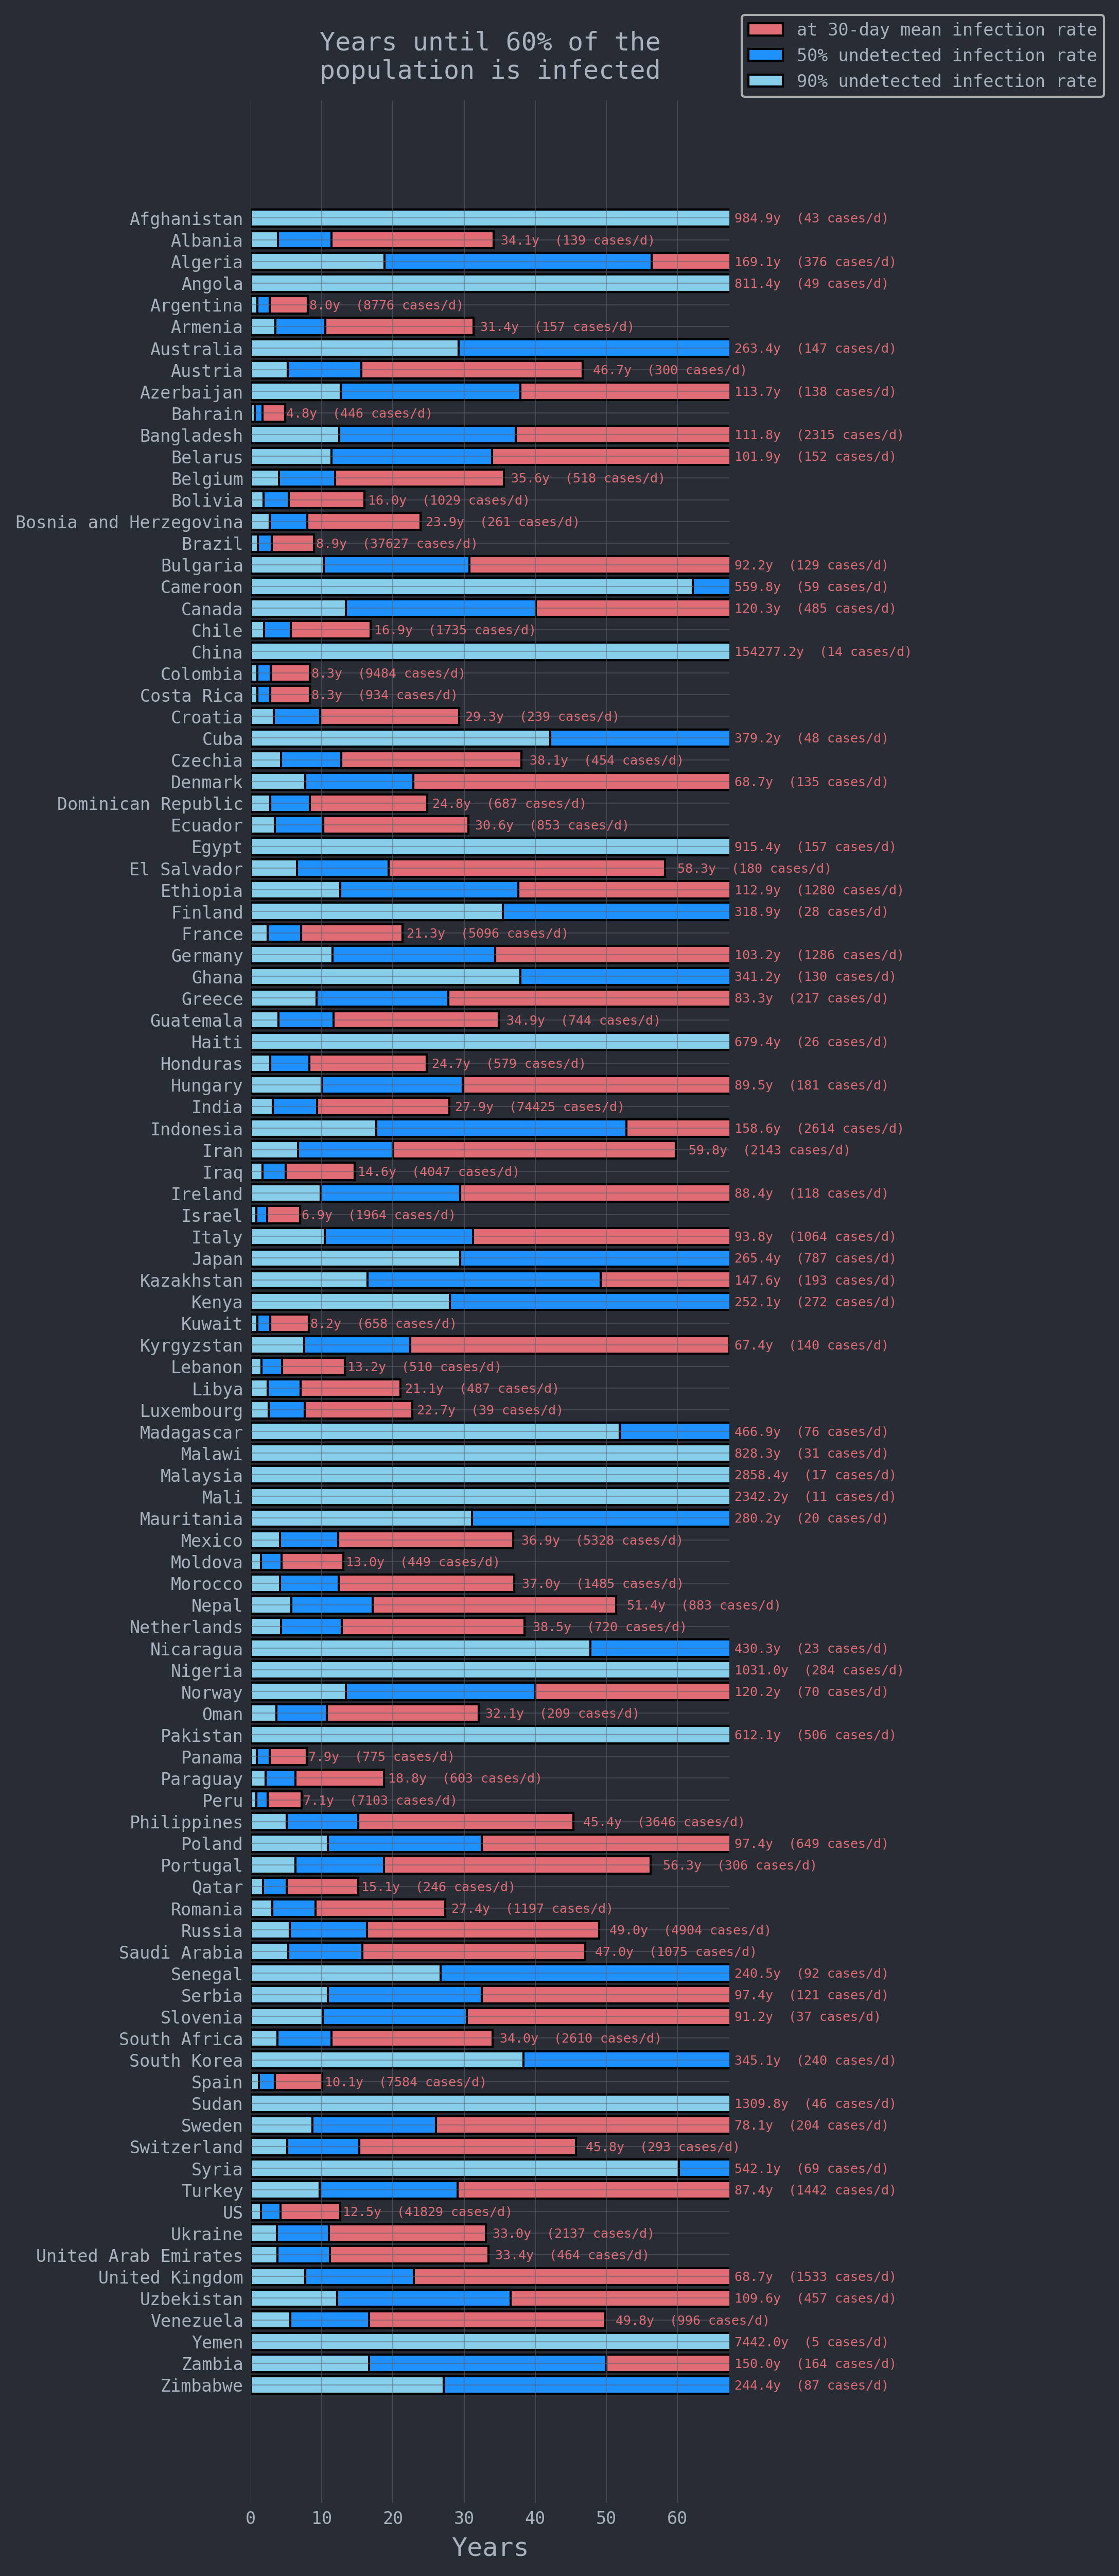 Years until 60% of the
population is infected
at 30-day mean infection rate
50% undetected infection rate
90% undetected infection rate
Afghanistan 984.9y (43 cases/d)
Albania 34.1y (139 cases/d)
Algeria 169.1y (376 cases/d)
Angola 811.4y (49 cases/d)
Argentina 8.0y (8776 cases/d)
Armenia 31.4y (157 cases/d)
Australia 263.4y (147 cases/d)
Austria 46.7y (300 cases/d)
Azerbaijan 113.7y (138 cases/d)
Bahrain 4.8y (446 cases/d)
Bangladesh 111.8y (2315 cases/d)
Belarus 101.9y (152 cases/d)
Belgium 35.6y (518 cases/d)
Bolivia 16.0y (1029 cases/d)
Bosnia and Herzegovina 23.9y (261 cases/d)
Brazil 8.9y (37627 cases/d)
Bulgaria 92.2y (129 cases/d)
Cameroon 559.8y (59 cases/d)
Canada 120.3y (485 cases/d)
Chile 16.9y (1735 cases/d)
China 154277.2y (14 cases/d)
Colombia 8.3y (9484 cases/d)
Costa Rica 8.3y (934 cases/d)
Croatia 29.3y (239 cases/d)
Cuba 379.2y (48 cases/d)
Czechia 38.1y (454 cases/d)
Denmark 68.7y (135 cases/d)
Dominican Republic 24.8y (687 cases/d)
Ecuador 30.6y (853 cases/d)
Egypt 915.4y (157 cases/d)
El Salvador 58.3y (180 cases/d)
Ethiopia 112.9y (1280 cases/d)
Finland 318.9y (28 cases/d)
France 21.3y (5096 cases/d)
Germany 103.2y (1286 cases/d)
Ghana 341.2y (130 cases/d)
Greece 83.3y (217 cases/d)
Guatemala 34.9y (744 cases/d)
Haiti 679.4y (26 cases/d)
Honduras 24.7y (579 cases/d)
Hungary 89.5y (181 cases/d)
India 27.9y (74425 cases/d)
Indonesia 158.6y (2614 cases/d)
Iran 59.8y (2143 cases/d)
Iraq 14.6y (4047 cases/d)
Ireland 88.4y (118 cases/d)
Israel 6.9y (1964 cases/d)
Italy 93.8y (1064 cases/d)
Japan 265.4y (787 cases/d)
Kazakhstan 147.6y (193 cases/d)
Kenya 252.1y (272 cases/d)
Kuwait 8.2y (658 cases/d)
Kyrgyzstan 67.4y (140 cases/d)
Lebanon 13.2y (510 cases/d)
Libya 21.1y (487 cases/d)
Luxembourg 22.7y (39 cases/d)
Madagascar 466.9y (76 cases/d)
Malawi 828.3y (31 cases/d)
Malaysia 2858.4y (17 cases/d)
Mali 2342.2y (11 cases/d)
Mauritania 280.2y (20 cases/d)
Mexico 36.9y (5328 cases/d)
Moldova 13.0y (449 cases/d)
Morocco 37.0y (1485 cases/d)
Nepal 51.4y (883 cases/d)
Netherlands 38.5y (720 cases/d)
Nicaragua 430.3y (23 cases/d)
Nigeria 1031.0y (284 cases/d)
Norway 120.2y (70 cases/d)
Oman 32.1y (209 cases/d)
Pakistan 612.1y (506 cases/d)
Panama 7.9y (775 cases/d)
Paraguay 18.8y (603 cases/d)
Peru 7.1y (7103 cases/d)
Philippines 45.4y (3646 cases/d)
Poland 97.4y (649 cases/d)
Portugal 56.3y (306 cases/d)
Qatar 15.1y (246 cases/d)
Romania 27.4y (1197 cases/d)
Russia 49.0y (4904 cases/d)
Saudi Arabia 47.0y (1075 cases/d)
Senegal 240.5y (92 cases/d)
Serbia 97.4y (121 cases/d)
Slovenia 91.2y (37 cases/d)
South Africa 34.0y (2610 cases/d)
South Korea 345.1y (240 cases/d)
Spain 10.1y (7584 cases/d)
Sudan 1309.8y (46 cases/d)
Sweden 78.1y (204 cases/d)
Switzerland 45.8y (293 cases/d)
Syria 542.1y (69 cases/d)
Turkey 87.4y (1442 cases/d)
US 12.5y (41829 cases/d)
Ukraine 33.0y (2137 cases/d)
United Arab Emirates 33.4y (464 cases/d)
United Kingdom 68.7y (1533 cases/d)
Uzbekistan 109.6y (457 cases/d)
Venezuela 49.8y (996 cases/d)
Yemen 7442.0y (5 cases/d)
Zambia 150.0y (164 cases/d)
Zimbabwe 244.4y (87 cases/d)
0 10 20 30 40 50 60
Years